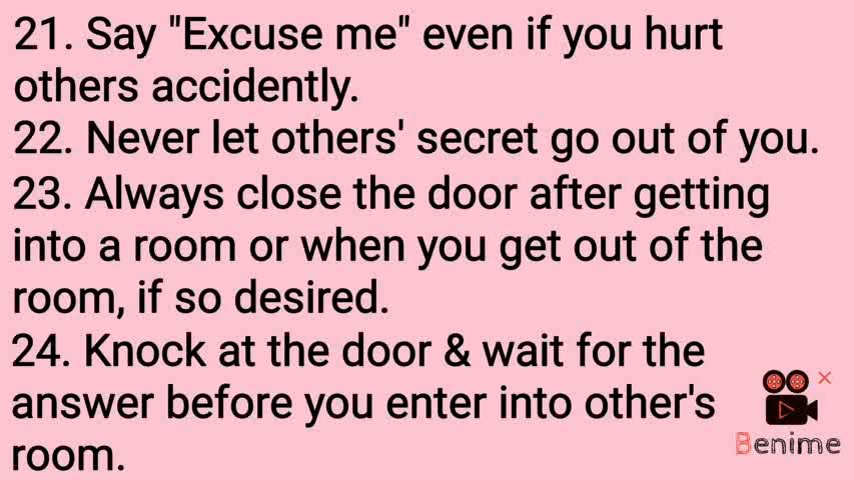 21. Say "Excuse me" even if you hurt
others accidently.
22. Never let others' secret go out of you.
23. Always close the door after getting
into a room or when you get out of the
room, if so desired.
24. Knock at the door & wait for the
answer before you enter into other's
room.
Benime